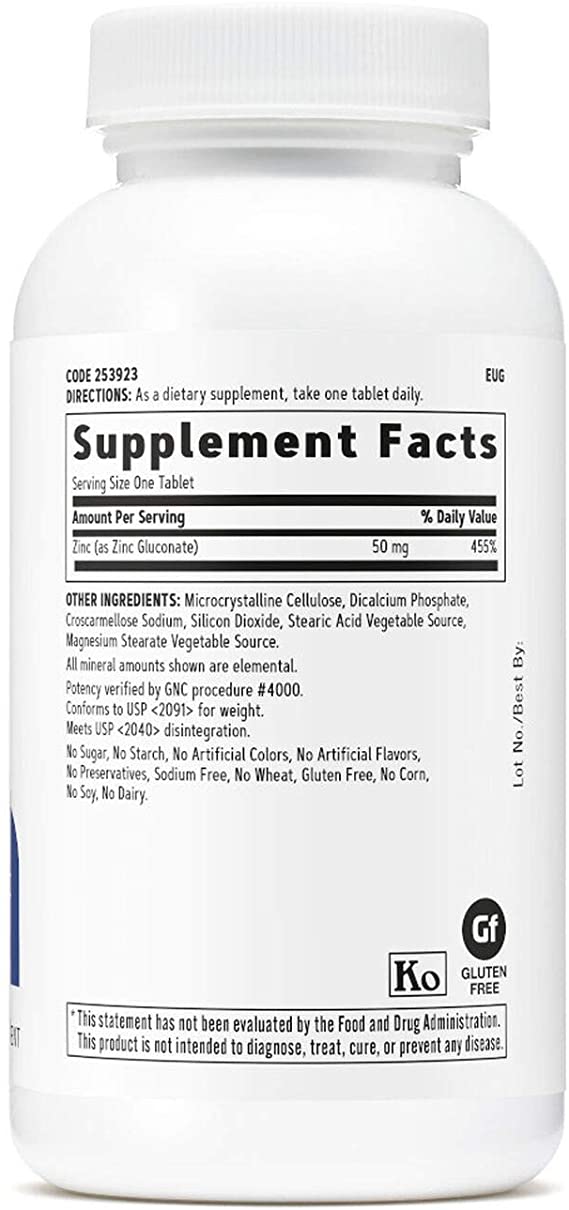 CODE 253923 EUG
DIRECTIONS: As a dietary supplement, take one tablet daily.
Supplement Facts
Serving Size One Tablet
Amount Per Serving % Daily Value
Zinc (as Zinc Gluconate) 50 mg 455%
OTHER INGREDIENTS: Microcrystalline Cellulose, Dicalcium Phosphate,
Croscarmellose Sodium, Silicon Dioxide, Stearic Acid Vegetable Source,
Magnesium Stearate Vegetable Source.
All mineral amounts shown are elemental.
Potency verified by GNC procedure #4000.
Conforms to USP <2091> for weight.
Meets USP <2040> disintegration.
No Sugar, No Starch, No Artificial Colors, No Artificial Flavors,
No Preservatives, Sodium Free, No Wheat, Gluten Free, No Corn,
No Soy, No Dairy.
Lot No./Best By:
Ko
Gf
GLUTEN
FREE
*This statement has not been evaluated by the Food and Drug Administration.
This product is not intended to diagnose, treat, cure, or prevent any disease.